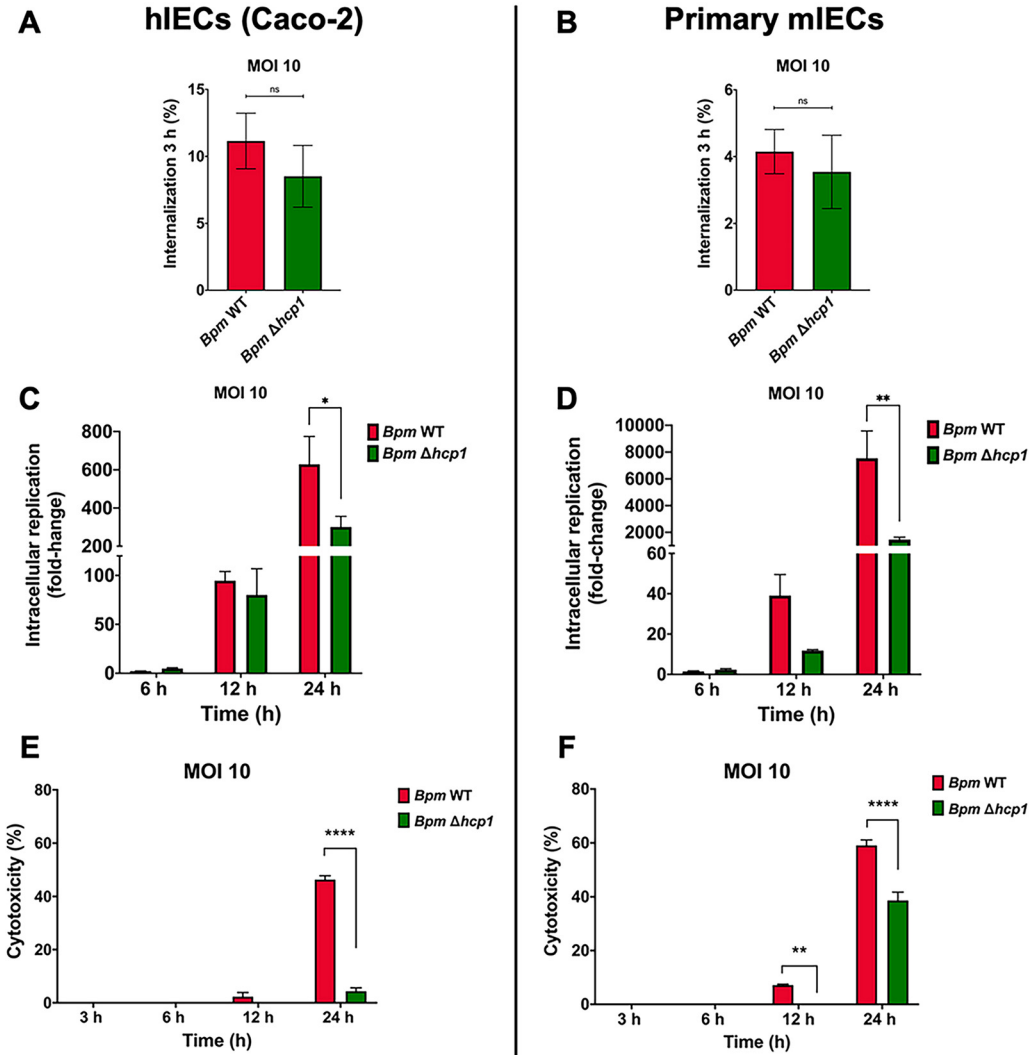 A
hIECs (Caco-2)
MOI 10
Internalization 3 h (%)
15
10
5
0
ns
Bpm WT
Bpm Δhcp1
B
Primary mIECs
MOI 10
Internalization 3 h (%)
6
4
2
0
ns
Bpm WT
Bpm Δhcp1
C
MOI 10
Intracellular replication
(fold-hange)
800
600
400
200
100
50
0
*
Bpm WT
Bpm Δhcp1
6 h 12 h 24 h
Time (h)
D
MOI 10
Intracellular replication
(fold-change)
10000
8000
6000
4000
2000
60
40
20
0
**
Bpm WT
Bpm Δhcp1
6 h 12 h 24 h
Time (h)
E
MOI 10
Cytotoxicity (%)
80
60
40
20
0
****
Bpm WT
Bpm Δhcp1
3 h 6 h 12 h 24 h
Time (h)
F
MOI 10
Cytotoxicity (%)
80
60
40
20
0
**
****
Bpm WT
Bpm Δhcp1
3 h 6 h 12 h 24 h
Time (h)